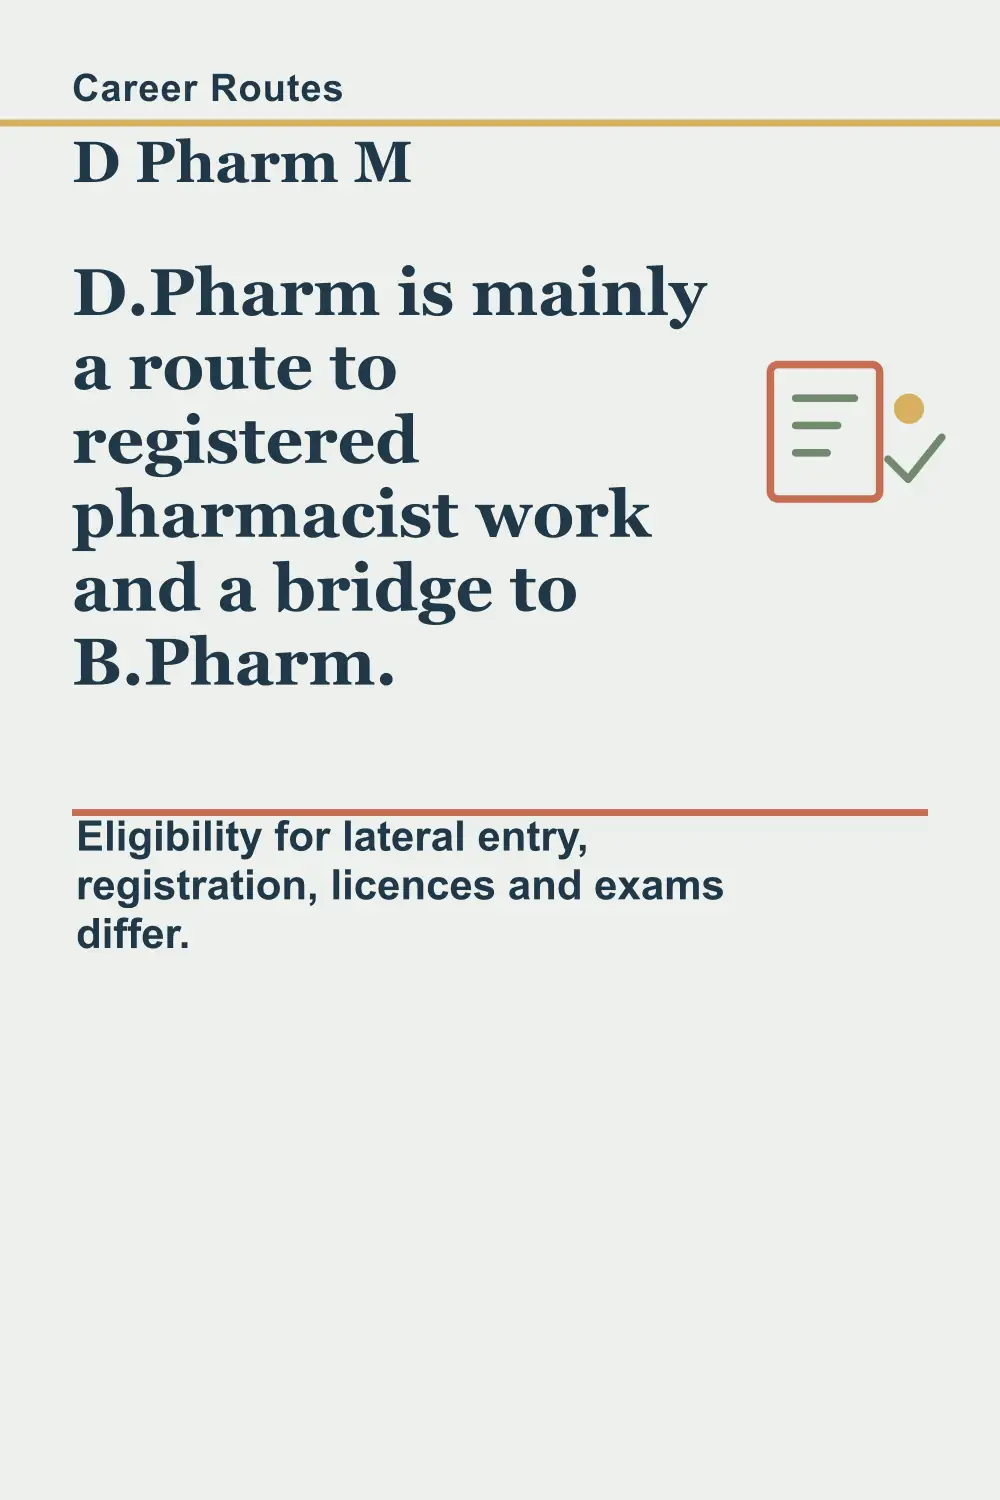 Career Routes
D Pharm M
D.Pharm is mainly
a route to
registered
pharmacist work
and a bridge to
B.Pharm.
Eligibility for lateral entry,
registration, licences and exams
differ.